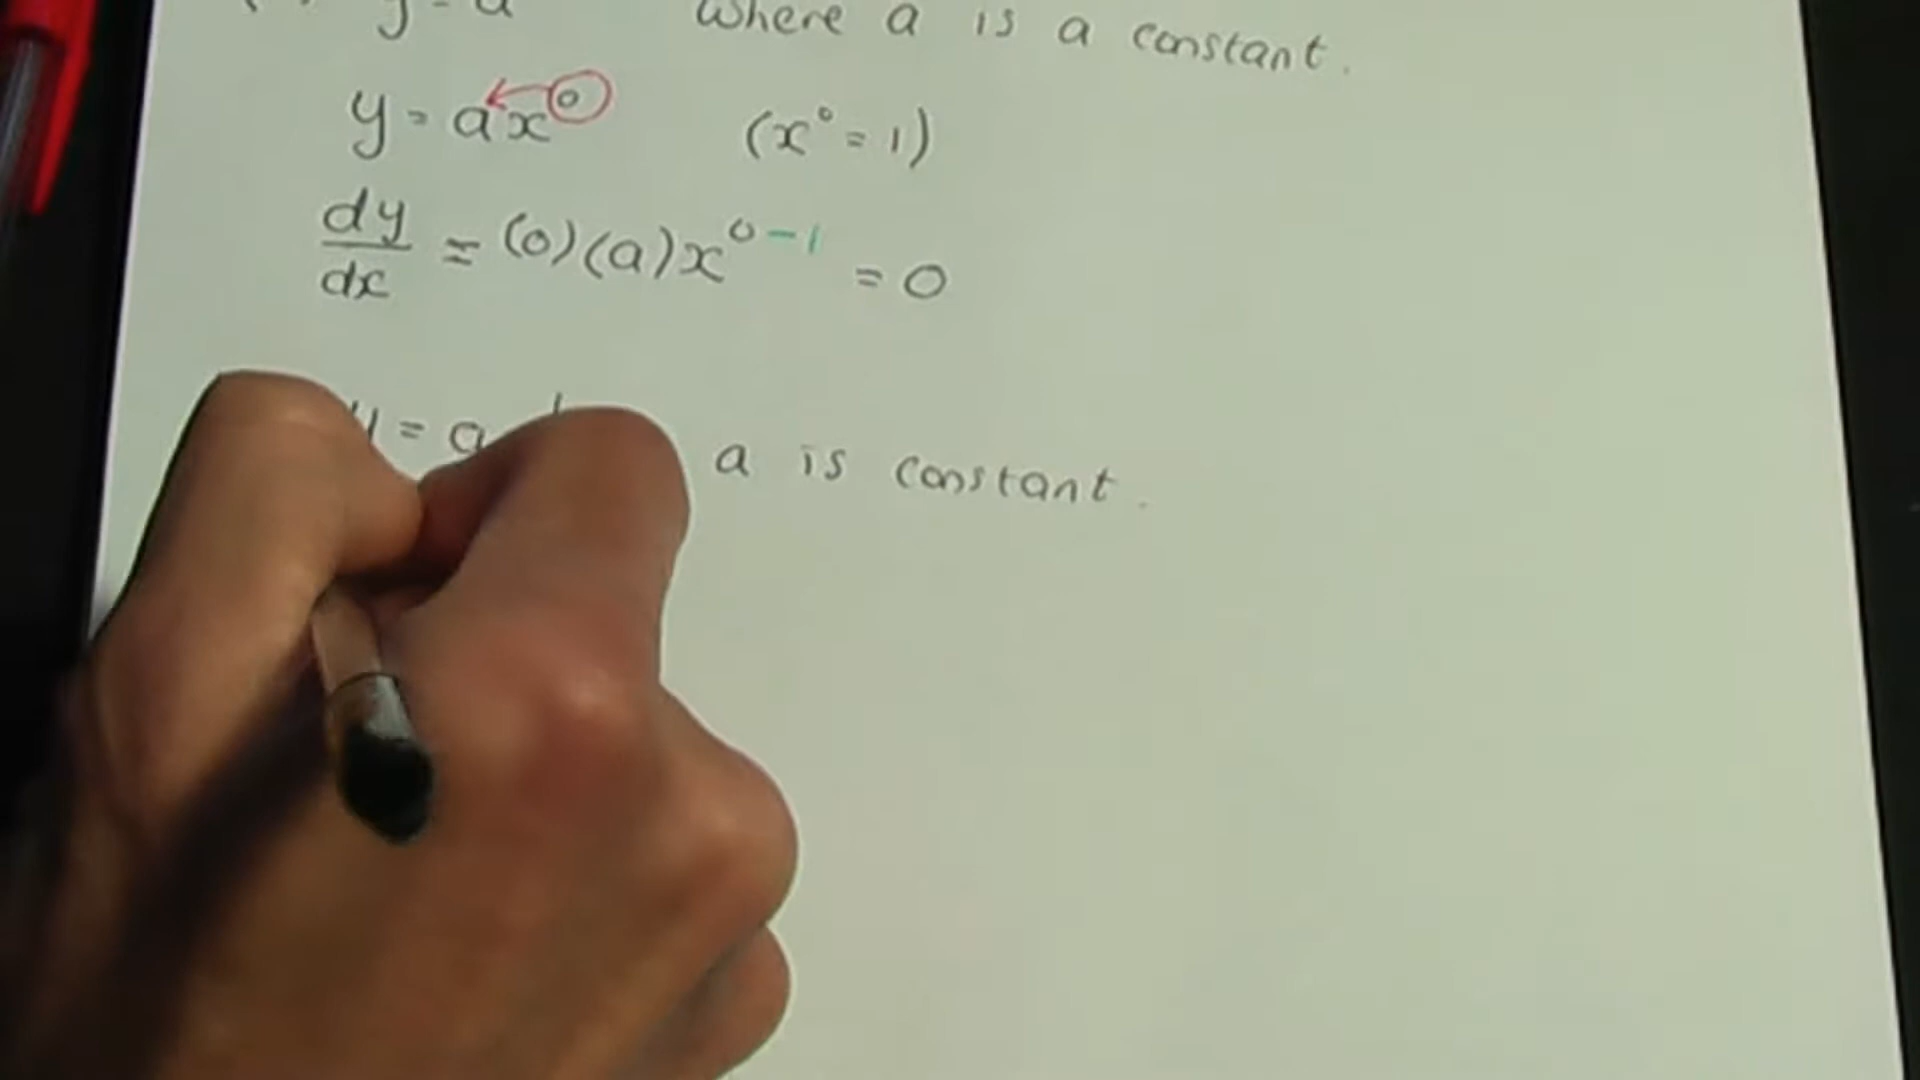 y = a where a is a constant.
y = ax⁰ (x⁰ = 1)
dy/dx = (0)(a)x⁰⁻¹ = 0
y = a a is constant.